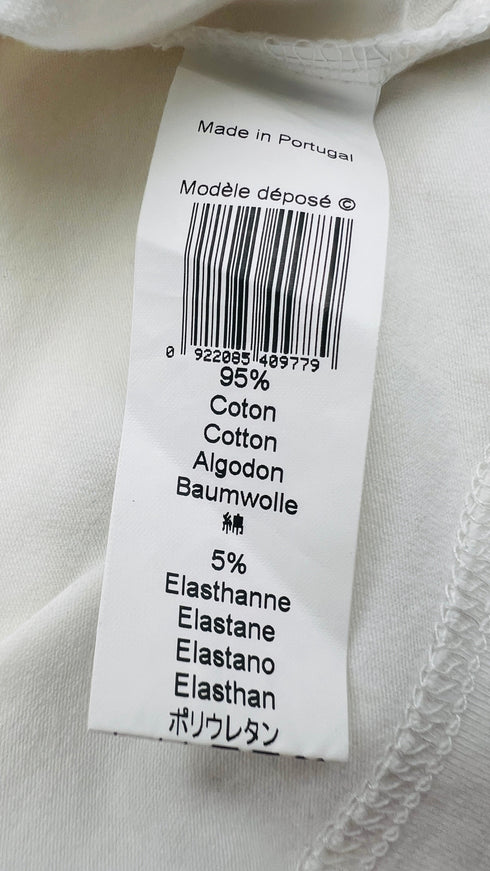 Made in Portugal
Modèle déposé ©
0 922085 409779
95%
Coton
Cotton
Algodon
Baumwolle
綿
5%
Elasthanne
Elastane
Elastano
Elasthan
ポリウレタン